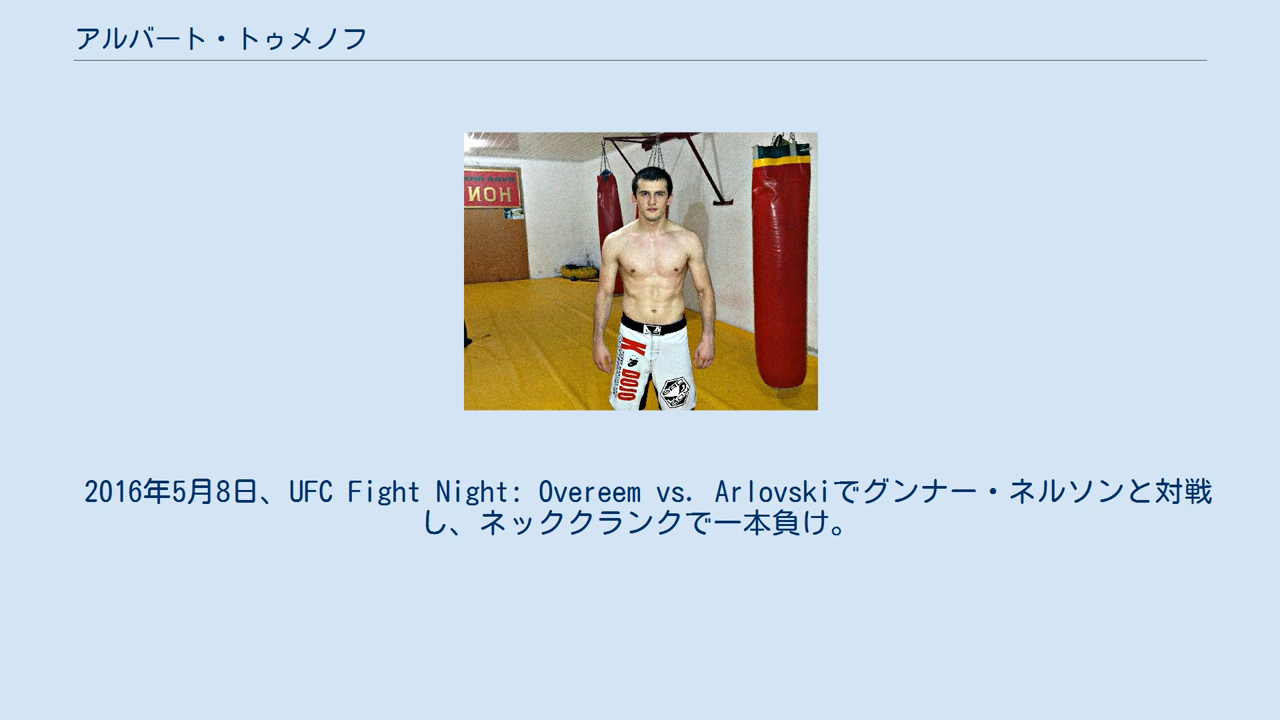 アルバート・トゥメノフ
HON
K DOJO
2016年5月8日、UFC Fight Night: Overeem vs. Arlovskiでグンナー・ネルソンと対戦
し、ネッククランクで一本負け。